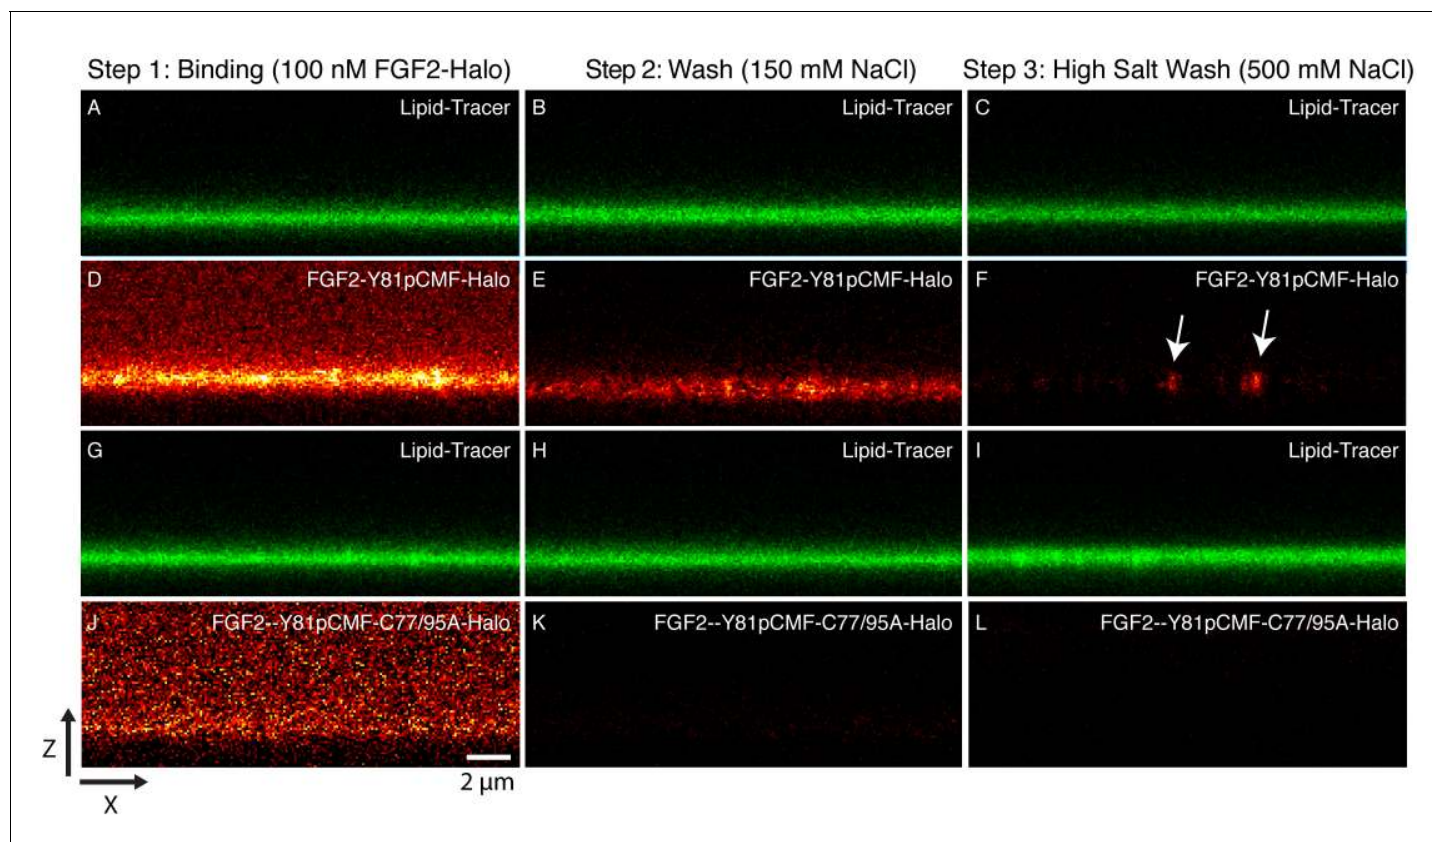 Step 1: Binding (100 nM FGF2-Halo)
Step 2: Wash (150 mM NaCl)
Step 3: High Salt Wash (500 mM NaCl)
A Lipid-Tracer
B Lipid-Tracer
C Lipid-Tracer
D FGF2-Y81pCMF-Halo
E FGF2-Y81pCMF-Halo
F FGF2-Y81pCMF-Halo
G Lipid-Tracer
H Lipid-Tracer
I Lipid-Tracer
J FGF2--Y81pCMF-C77/95A-Halo
K FGF2--Y81pCMF-C77/95A-Halo
L FGF2--Y81pCMF-C77/95A-Halo
Z
X
2 μm